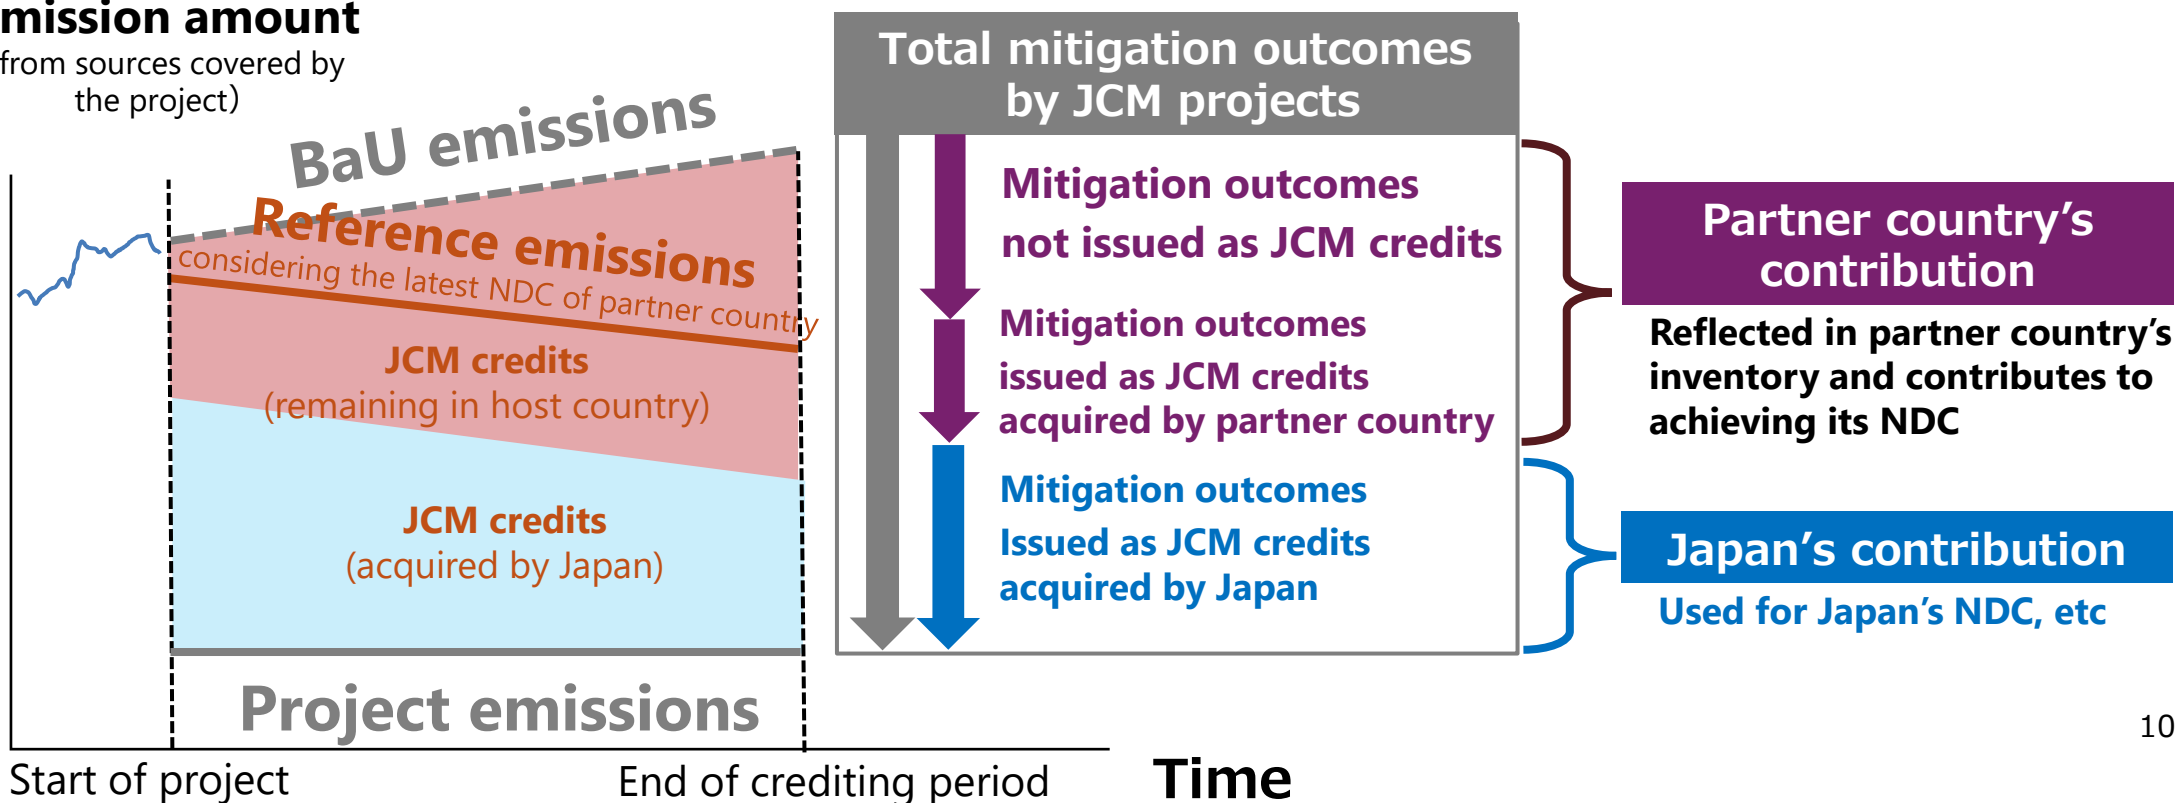 mission amount
from sources covered by
the project)
BaU emissions
Reference emissions
considering the latest NDC of partner country
JCM credits
(remaining in host country)
JCM credits
(acquired by Japan)
Project emissions
Start of project
End of crediting period
Time
Total mitigation outcomes
by JCM projects
Mitigation outcomes
not issued as JCM credits
Mitigation outcomes
issued as JCM credits
acquired by partner country
Mitigation outcomes
Issued as JCM credits
acquired by Japan
Partner country’s
contribution
Reflected in partner country’s
inventory and contributes to
achieving its NDC
Japan’s contribution
Used for Japan’s NDC, etc
10